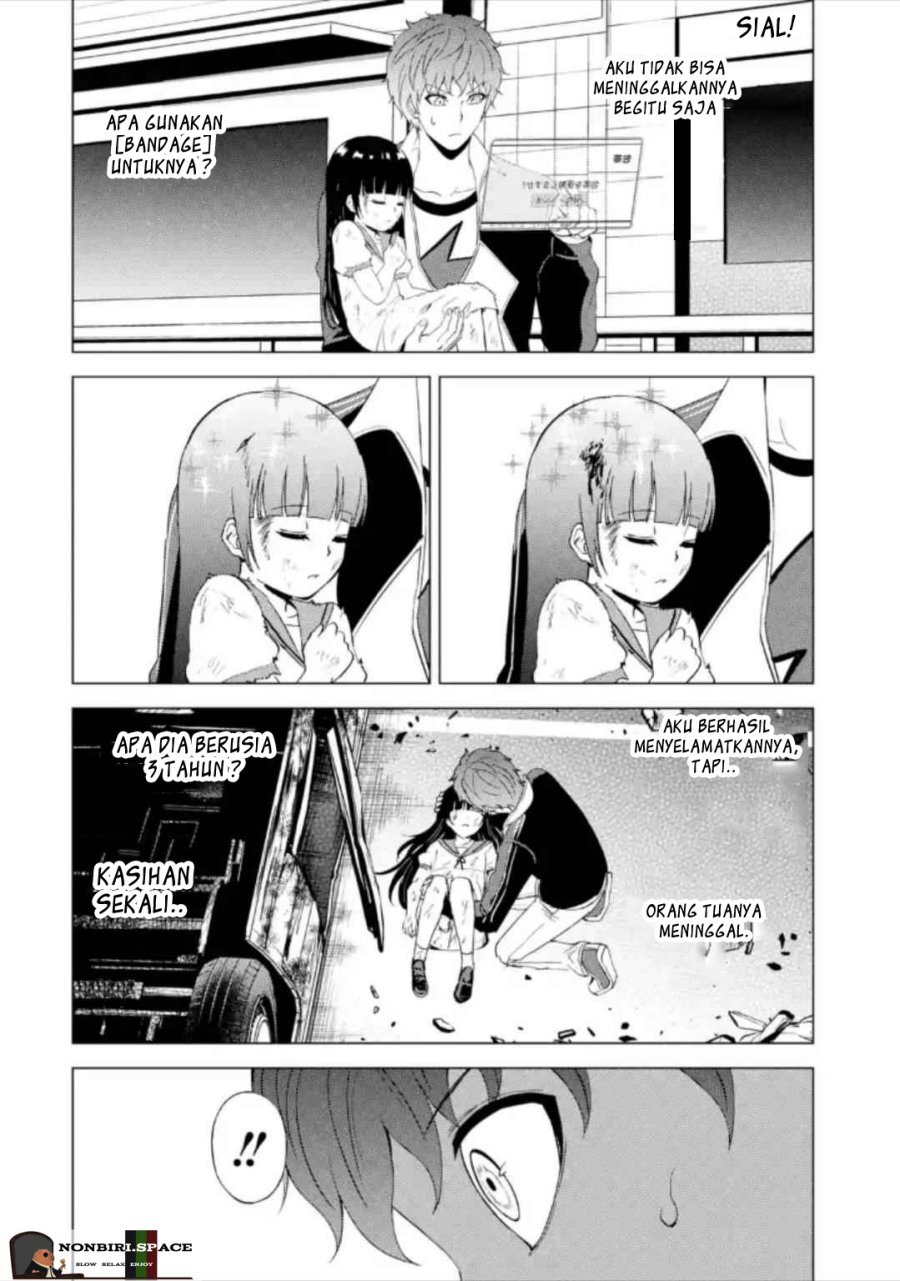 SIAL!
AKU TIDAK BISA
MENINGGALKANNYA
BEGITU SAJA
APA GUNAKAN
[BANDAGE]
UNTUKNYA?
AKU BERHASIL
MENYELAMATKANNYA,
TAPI..
APA DIA BERUSIA
3 TAHUN?
ORANG TUANYA
MENINGGAL.
KASIHAN
SEKALI..
!!
NONBIRI.SPACE
SLOW RELAX ENJOY